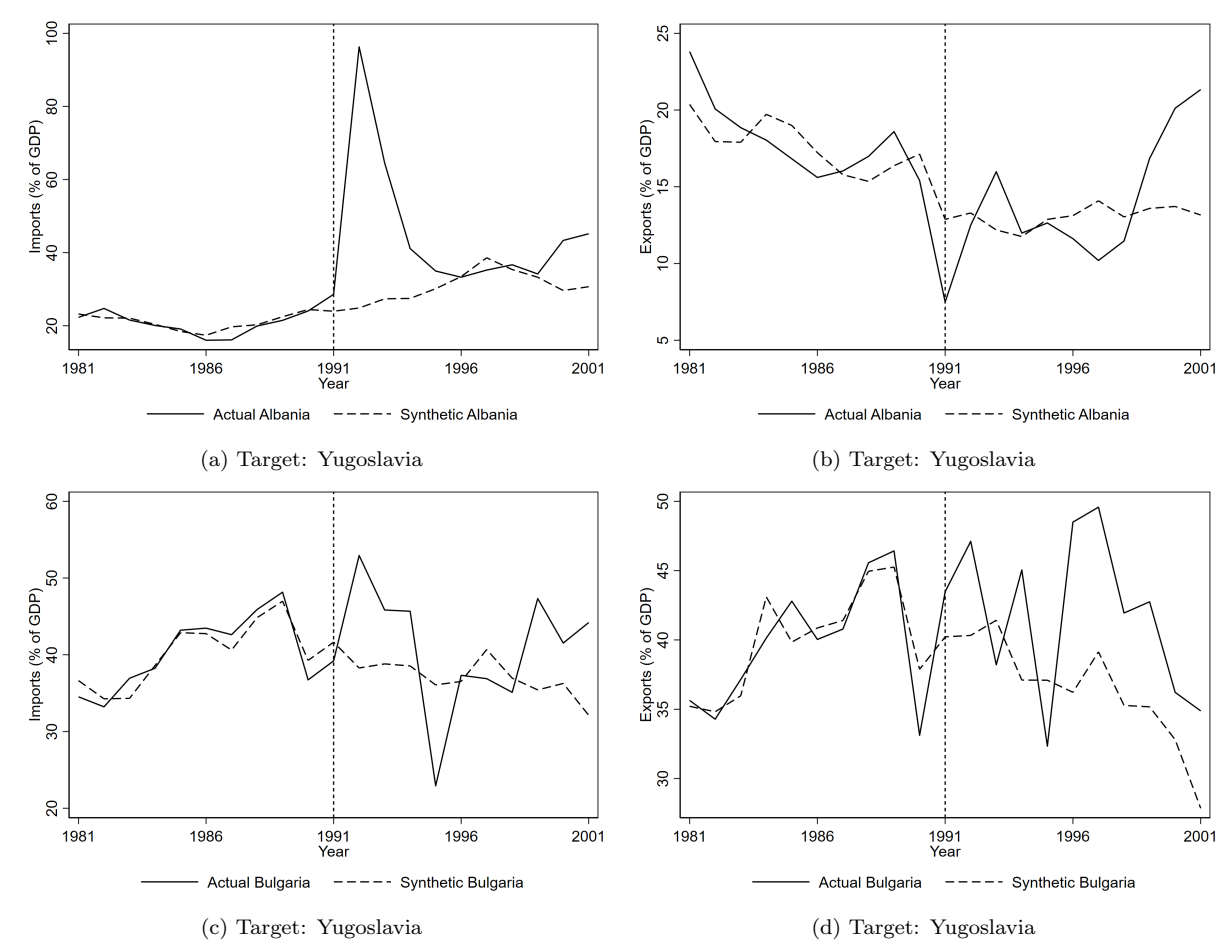 Imports (% of GDP)
100
80
60
40
20
1981 1986 1991 1996 2001
Year
Actual Albania Synthetic Albania
(a) Target: Yugoslavia
Exports (% of GDP)
25
20
15
10
5
1981 1986 1991 1996 2001
Year
Actual Albania Synthetic Albania
(b) Target: Yugoslavia
Imports (% of GDP)
60
50
40
30
20
1981 1986 1991 1996 2001
Year
Actual Bulgaria Synthetic Bulgaria
(c) Target: Yugoslavia
Exports (% of GDP)
50
45
40
35
30
1981 1986 1991 1996 2001
Year
Actual Bulgaria Synthetic Bulgaria
(d) Target: Yugoslavia